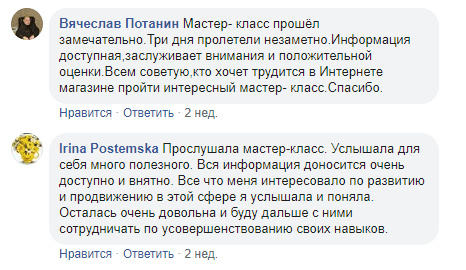 Вячеслав Потанин Мастер- класс прошёл
замечательно.Три дня пролетели незаметно.Информация
доступная,заслуживает внимания и положительной
оценки.Всем советую,кто хочет трудится в Интернете
магазине пройти интересный мастер- класс.Спасибо.
Нравится · Ответить · 2 нед.
Irina Postemska Прослушала мастер-класс. Услышала для
себя много полезного. Вся информация доносится очень
доступно и внятно. Все что меня интересовало по развитию
и продвижению в этой сфере я услышала и поняла.
Осталась очень довольна и буду дальше с ними
сотрудничать по усовершенствованию своих навыков.
Нравится · Ответить · 2 нед.